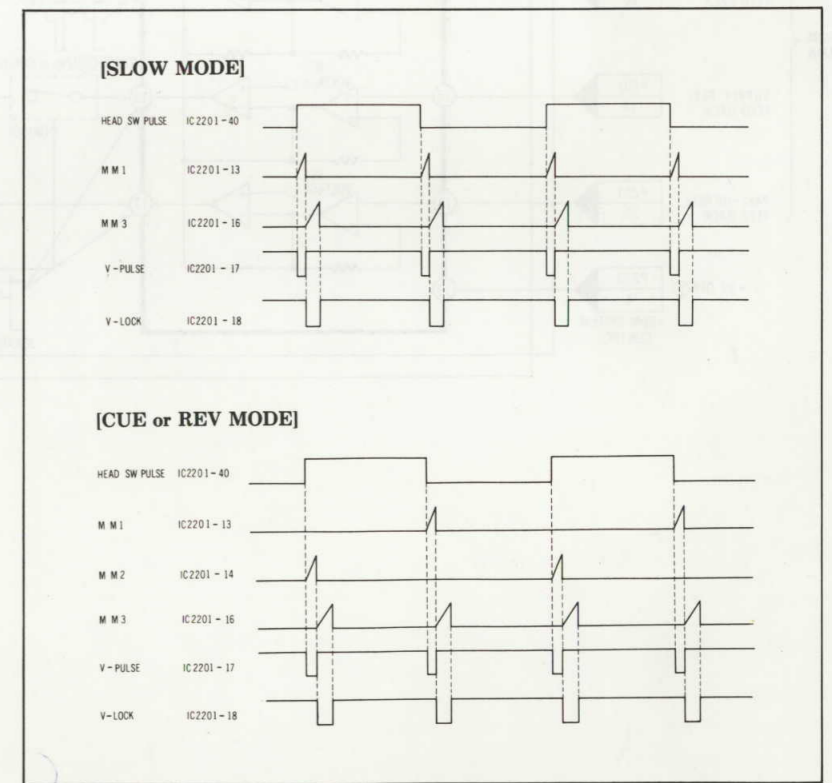 [SLOW MODE]
HEAD SW PULSE IC2201-40
M M 1 IC2201-13
M M 3 IC2201-16
V-PULSE IC2201-17
V-LOCK IC2201-18
[CUE or REV MODE]
HEAD SW PULSE IC2201-40
M M 1 IC2201-13
M M 2 IC2201-14
M M 3 IC2201-16
V-PULSE IC2201-17
V-LOCK IC2201-18